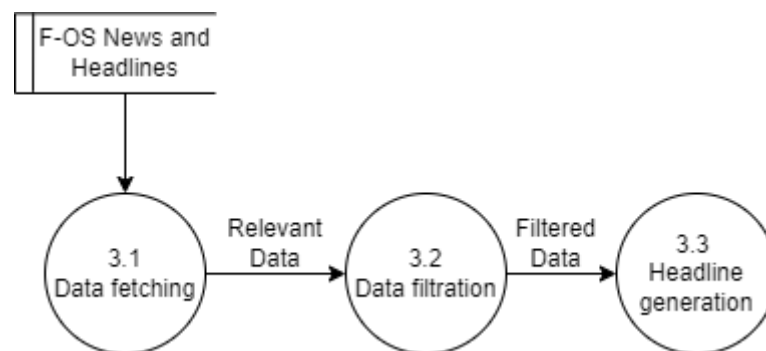 F-OS News and
Headlines
3.1
Data fetching
Relevant
Data
3.2
Data filtration
Filtered
Data
3.3
Headline
generation